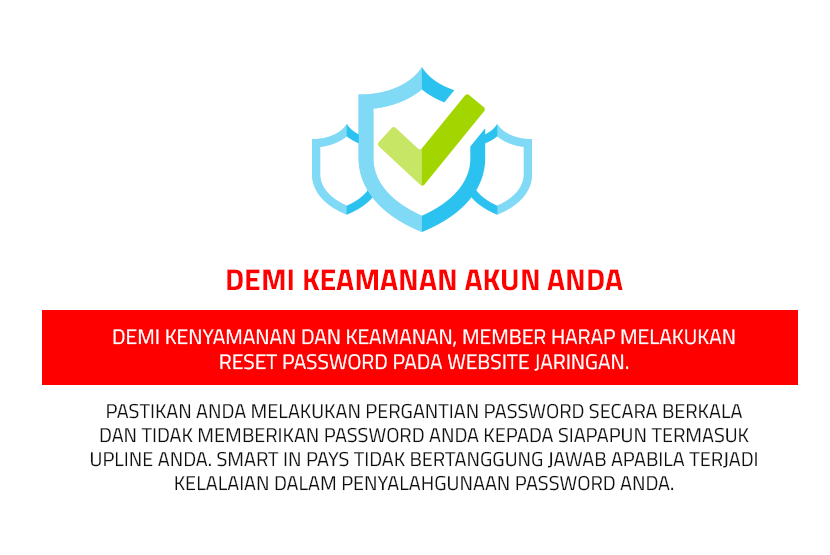 DEMI KEAMANAN AKUN ANDA
DEMI KENYAMANAN DAN KEAMANAN, MEMBER HARAP MELAKUKAN
RESET PASSWORD PADA WEBSITE JARINGAN.
PASTIKAN ANDA MELAKUKAN PERGANTIAN PASSWORD SECARA BERKALA
DAN TIDAK MEMBERIKAN PASSWORD ANDA KEPADA SIAPAPUN TERMASUK
UPLINE ANDA. SMART IN PAYS TIDAK BERTANGGUNG JAWAB APABILA TERJADI
KELALAIAN DALAM PENYALAHGUNAAN PASSWORD ANDA.